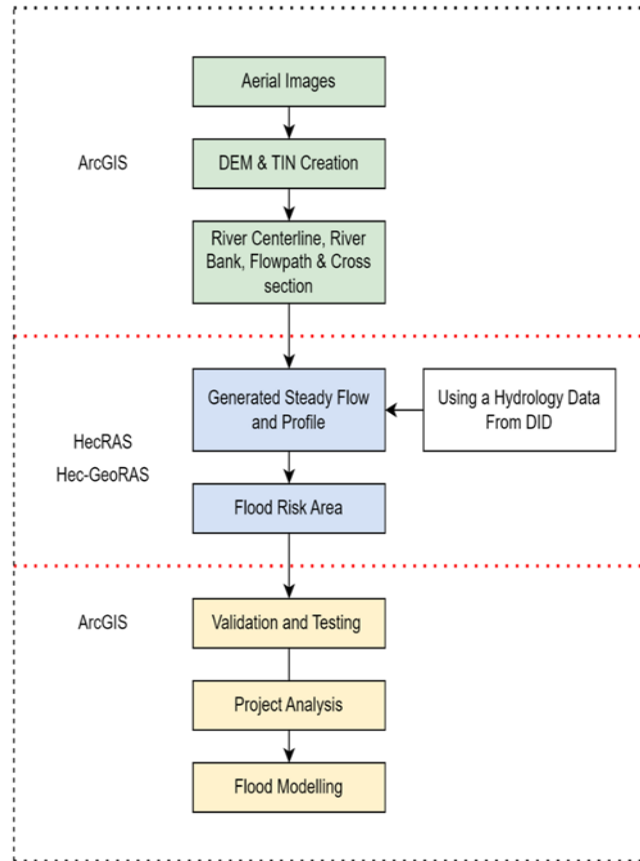 Aerial Images
ArcGIS
DEM & TIN Creation
River Centerline, River
Bank, Flowpath & Cross
section
Generated Steady Flow
and Profile
Using a Hydrology Data
From DID
HecRAS
Hec-GeoRAS
Flood Risk Area
ArcGIS
Validation and Testing
Project Analysis
Flood Modelling